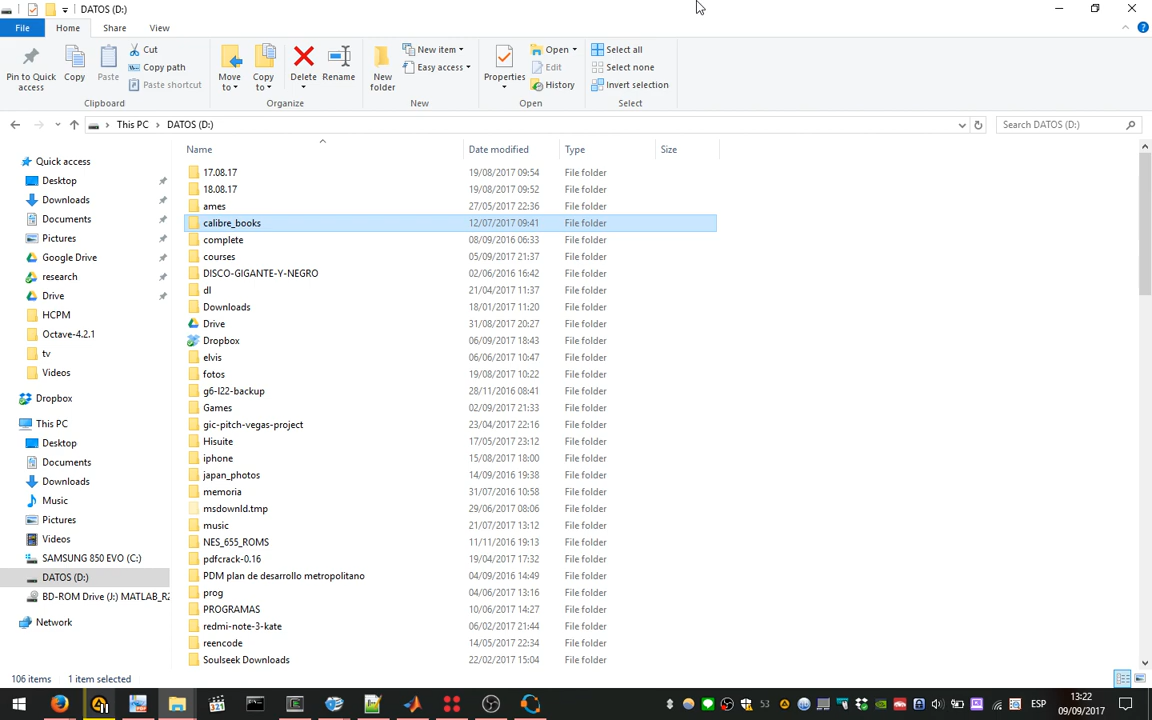 DATOS (D:)
File Home Share View
Pin to Quick access
Copy
Paste
Cut
Copy path
Paste shortcut
Clipboard
Move to
Copy to
Delete
Rename
Organize
New folder
New item
Easy access
New
Properties
Open
Edit
History
Open
Select all
Select none
Invert selection
Select
This PC > DATOS (D:)
Search DATOS (D:)
Quick access
Desktop
Downloads
Documents
Pictures
Google Drive
research
Drive
HCPM
Octave-4.2.1
tv
Videos
Dropbox
This PC
Desktop
Documents
Downloads
Music
Pictures
Videos
SAMSUNG 850 EVO (C:)
DATOS (D:)
BD-ROM Drive (J:) MATLAB_R2
Network
Name Date modified Type Size
17.08.17 19/08/2017 09:54 File folder
18.08.17 19/08/2017 09:52 File folder
ames 27/05/2017 22:36 File folder
calibre_books 12/07/2017 09:41 File folder
complete 08/09/2016 06:33 File folder
courses 05/09/2017 21:37 File folder
DISCO-GIGANTE-Y-NEGRO 02/06/2016 16:42 File folder
dl 21/04/2017 11:37 File folder
Downloads 18/01/2017 11:20 File folder
Drive 31/08/2017 20:27 File folder
Dropbox 06/09/2017 18:43 File folder
elvis 06/06/2017 10:47 File folder
fotos 19/08/2017 10:22 File folder
g6-l22-backup 28/11/2016 08:41 File folder
Games 02/09/2017 21:33 File folder
gic-pitch-vegas-project 23/04/2017 22:16 File folder
Hisuite 17/05/2017 23:12 File folder
iphone 15/08/2017 18:00 File folder
japan_photos 14/09/2016 19:38 File folder
memoria 31/07/2016 10:58 File folder
msdownld.tmp 29/06/2017 08:06 File folder
music 21/07/2017 13:12 File folder
NES_655_ROMS 11/11/2016 19:13 File folder
pdfcrack-0.16 19/04/2017 17:32 File folder
PDM plan de desarrollo metropolitano 04/09/2016 14:49 File folder
prog 04/06/2017 13:16 File folder
PROGRAMAS 10/06/2017 14:27 File folder
redmi-note-3-kate 06/02/2017 21:44 File folder
reencode 14/05/2017 22:34 File folder
Soulseek Downloads 22/02/2017 15:04 File folder
106 items 1 item selected
53 ESP 13:22
09/09/2017